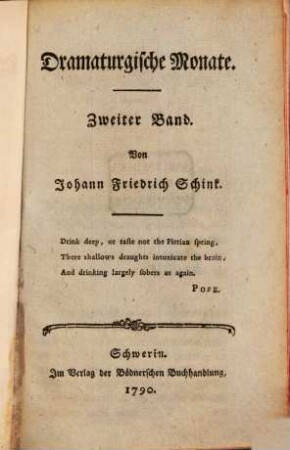 Dramaturgische Monate.
Zweiter Band.
Von
Johann Friedrich Schink.
Drink deep, or taste not the Pierian spring,
There shallows draughts intoxicate the brain,
And drinking largely sobers us again.
POPE.
Schwerin.
Im Verlag der Bödnerschen Buchhandlung,
1790.